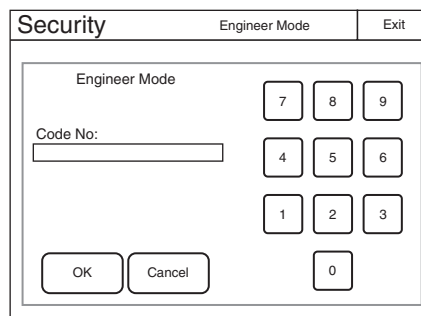 Security Engineer Mode Exit
Engineer Mode
7 8 9
Code No:
4 5 6
1 2 3
OK Cancel 0